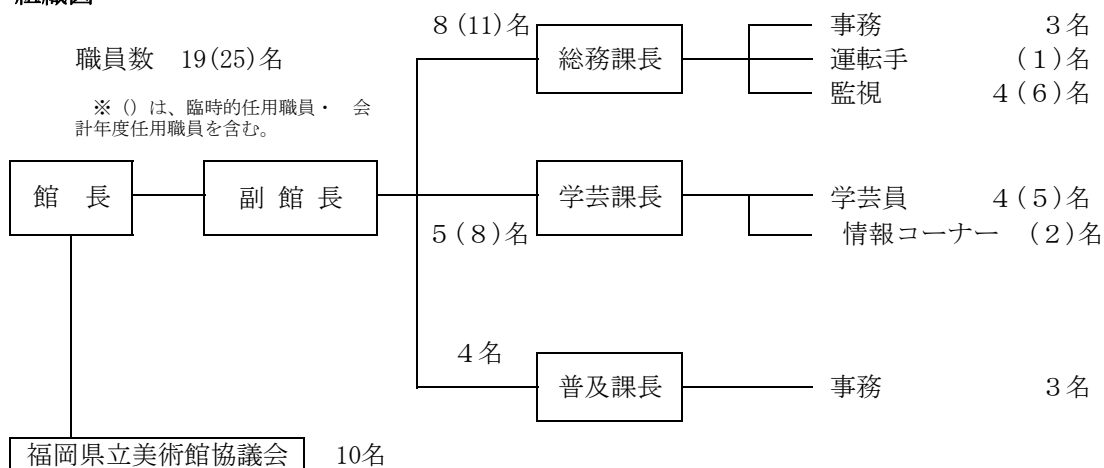 組織図
職員数　19(25)名
※ () は、臨時的任用職員・　会
計年度任用職員を含む。
館　長
副 館 長
8 (11)名
総務課長
事務　3名
運転手　(１)名
監視　4(６)名
５(８)名
学芸課長
学芸員　4(５)名
情報コーナー　(２)名
４名
普及課長
事務　3名
福岡県立美術館協議会　10名